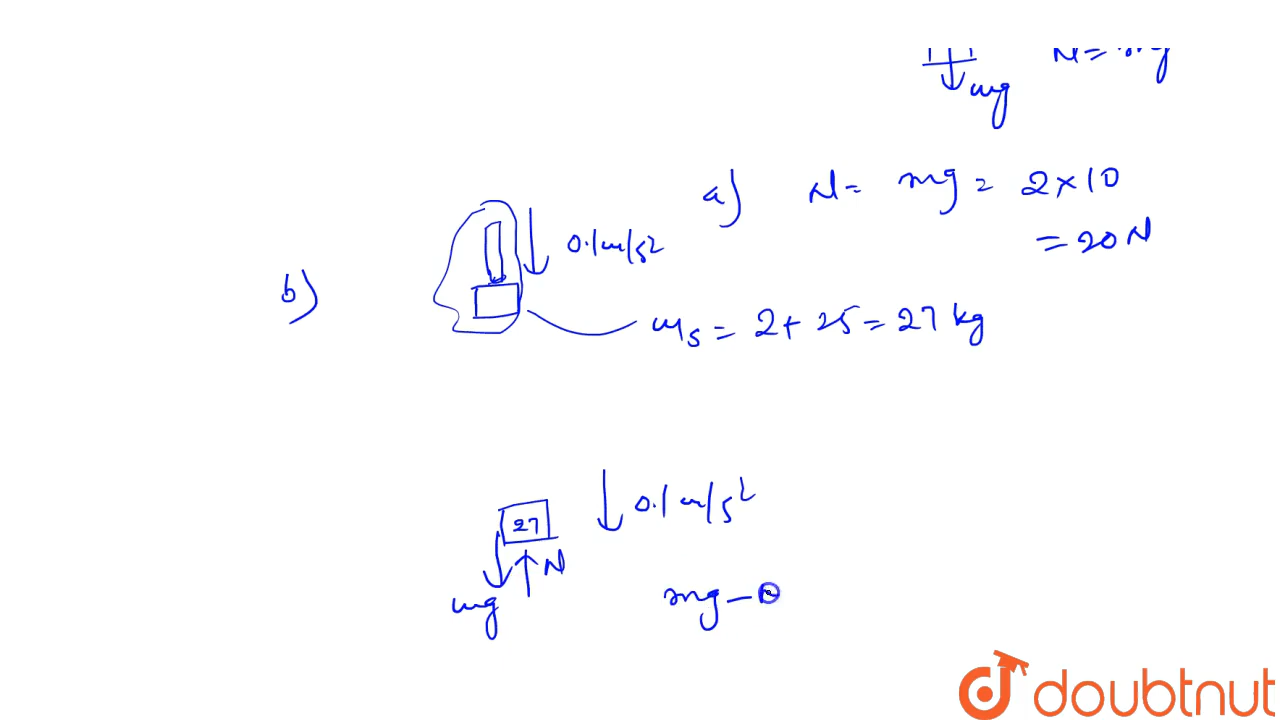 N = mg
mg
a) N = mg = 2 × 10
= 20 N
0.1 m/s²
b)
m_s = 2 + 25 = 27 kg
0.1 m/s²
27
N
mg
mg –
doubtnut